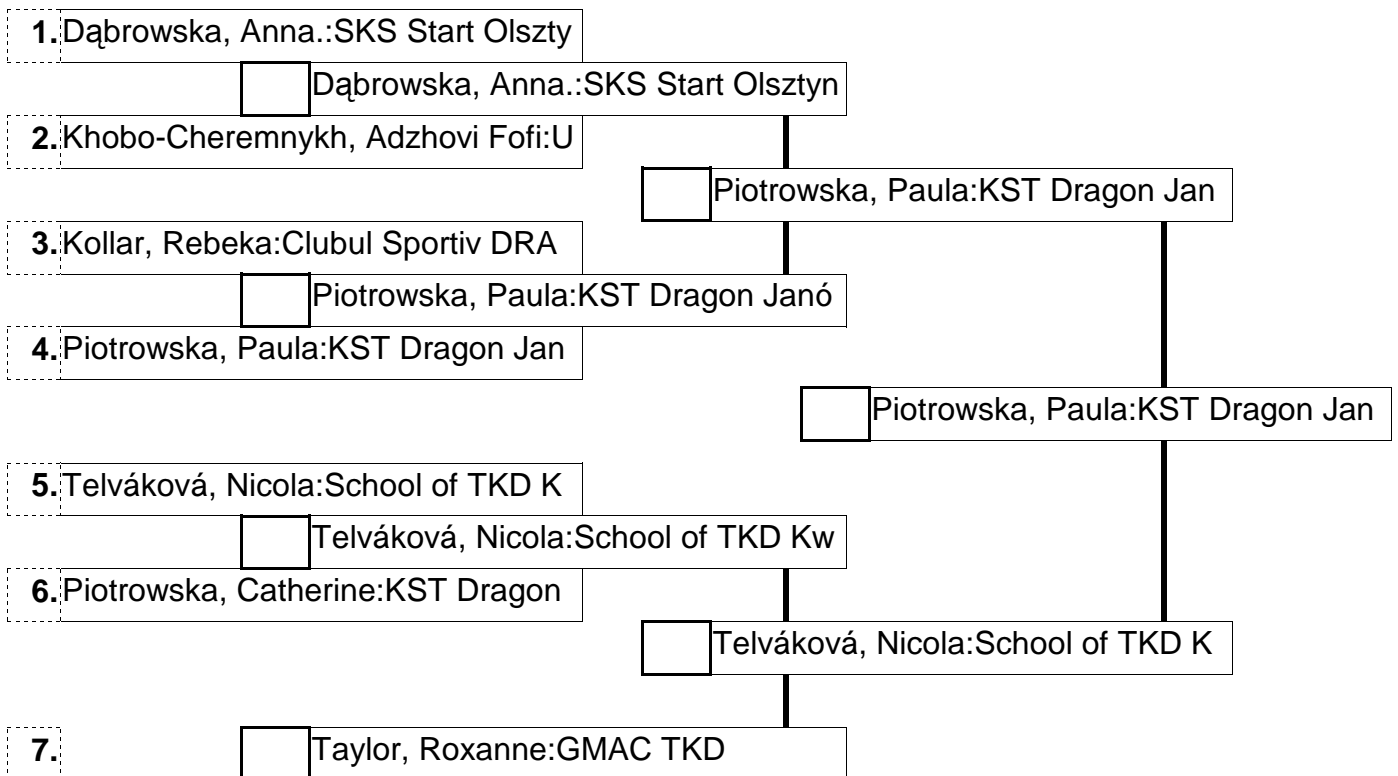 1. Dąbrowska, Anna.:SKS Start Olszty
Dąbrowska, Anna.:SKS Start Olsztyn
2. Khobo-Cheremnykh, Adzhovi Fofi:U
Piotrowska, Paula:KST Dragon Jan
3. Kollar, Rebeka:Clubul Sportiv DRA
Piotrowska, Paula:KST Dragon Janó
4. Piotrowska, Paula:KST Dragon Jan
Piotrowska, Paula:KST Dragon Jan
5. Telváková, Nicola:School of TKD K
Telváková, Nicola:School of TKD Kw
6. Piotrowska, Catherine:KST Dragon
Telváková, Nicola:School of TKD K
7. Taylor, Roxanne:GMAC TKD